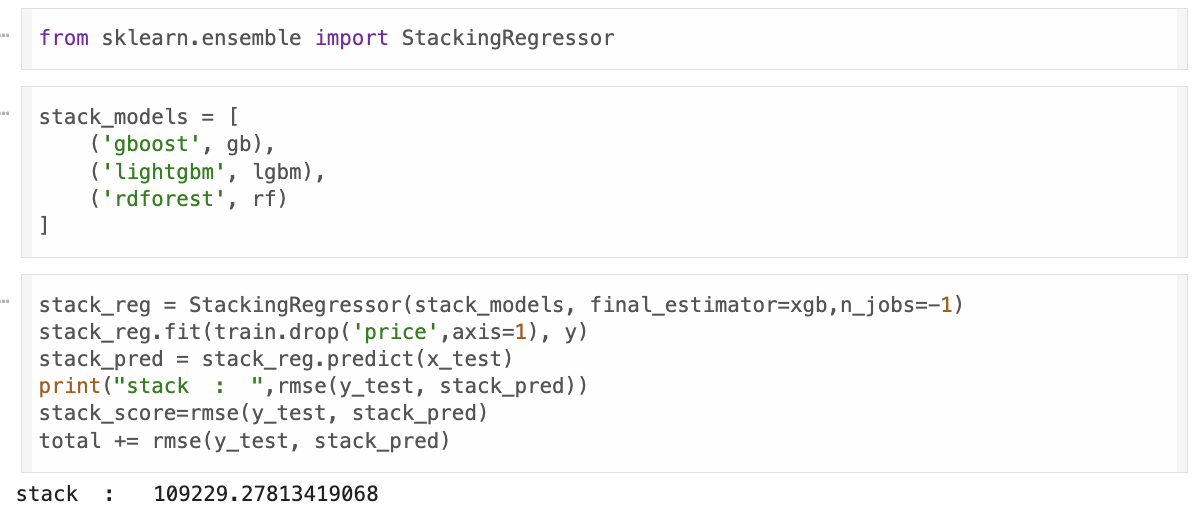 from sklearn.ensemble import StackingRegressor
stack_models = [
    ('gboost', gb),
    ('lightgbm', lgbm),
    ('rdforest', rf)
]
stack_reg = StackingRegressor(stack_models, final_estimator=xgb,n_jobs=-1)
stack_reg.fit(train.drop('price',axis=1), y)
stack_pred = stack_reg.predict(x_test)
print("stack  :  ",rmse(y_test, stack_pred))
stack_score=rmse(y_test, stack_pred)
total += rmse(y_test, stack_pred)
stack  :   109229.27813419068